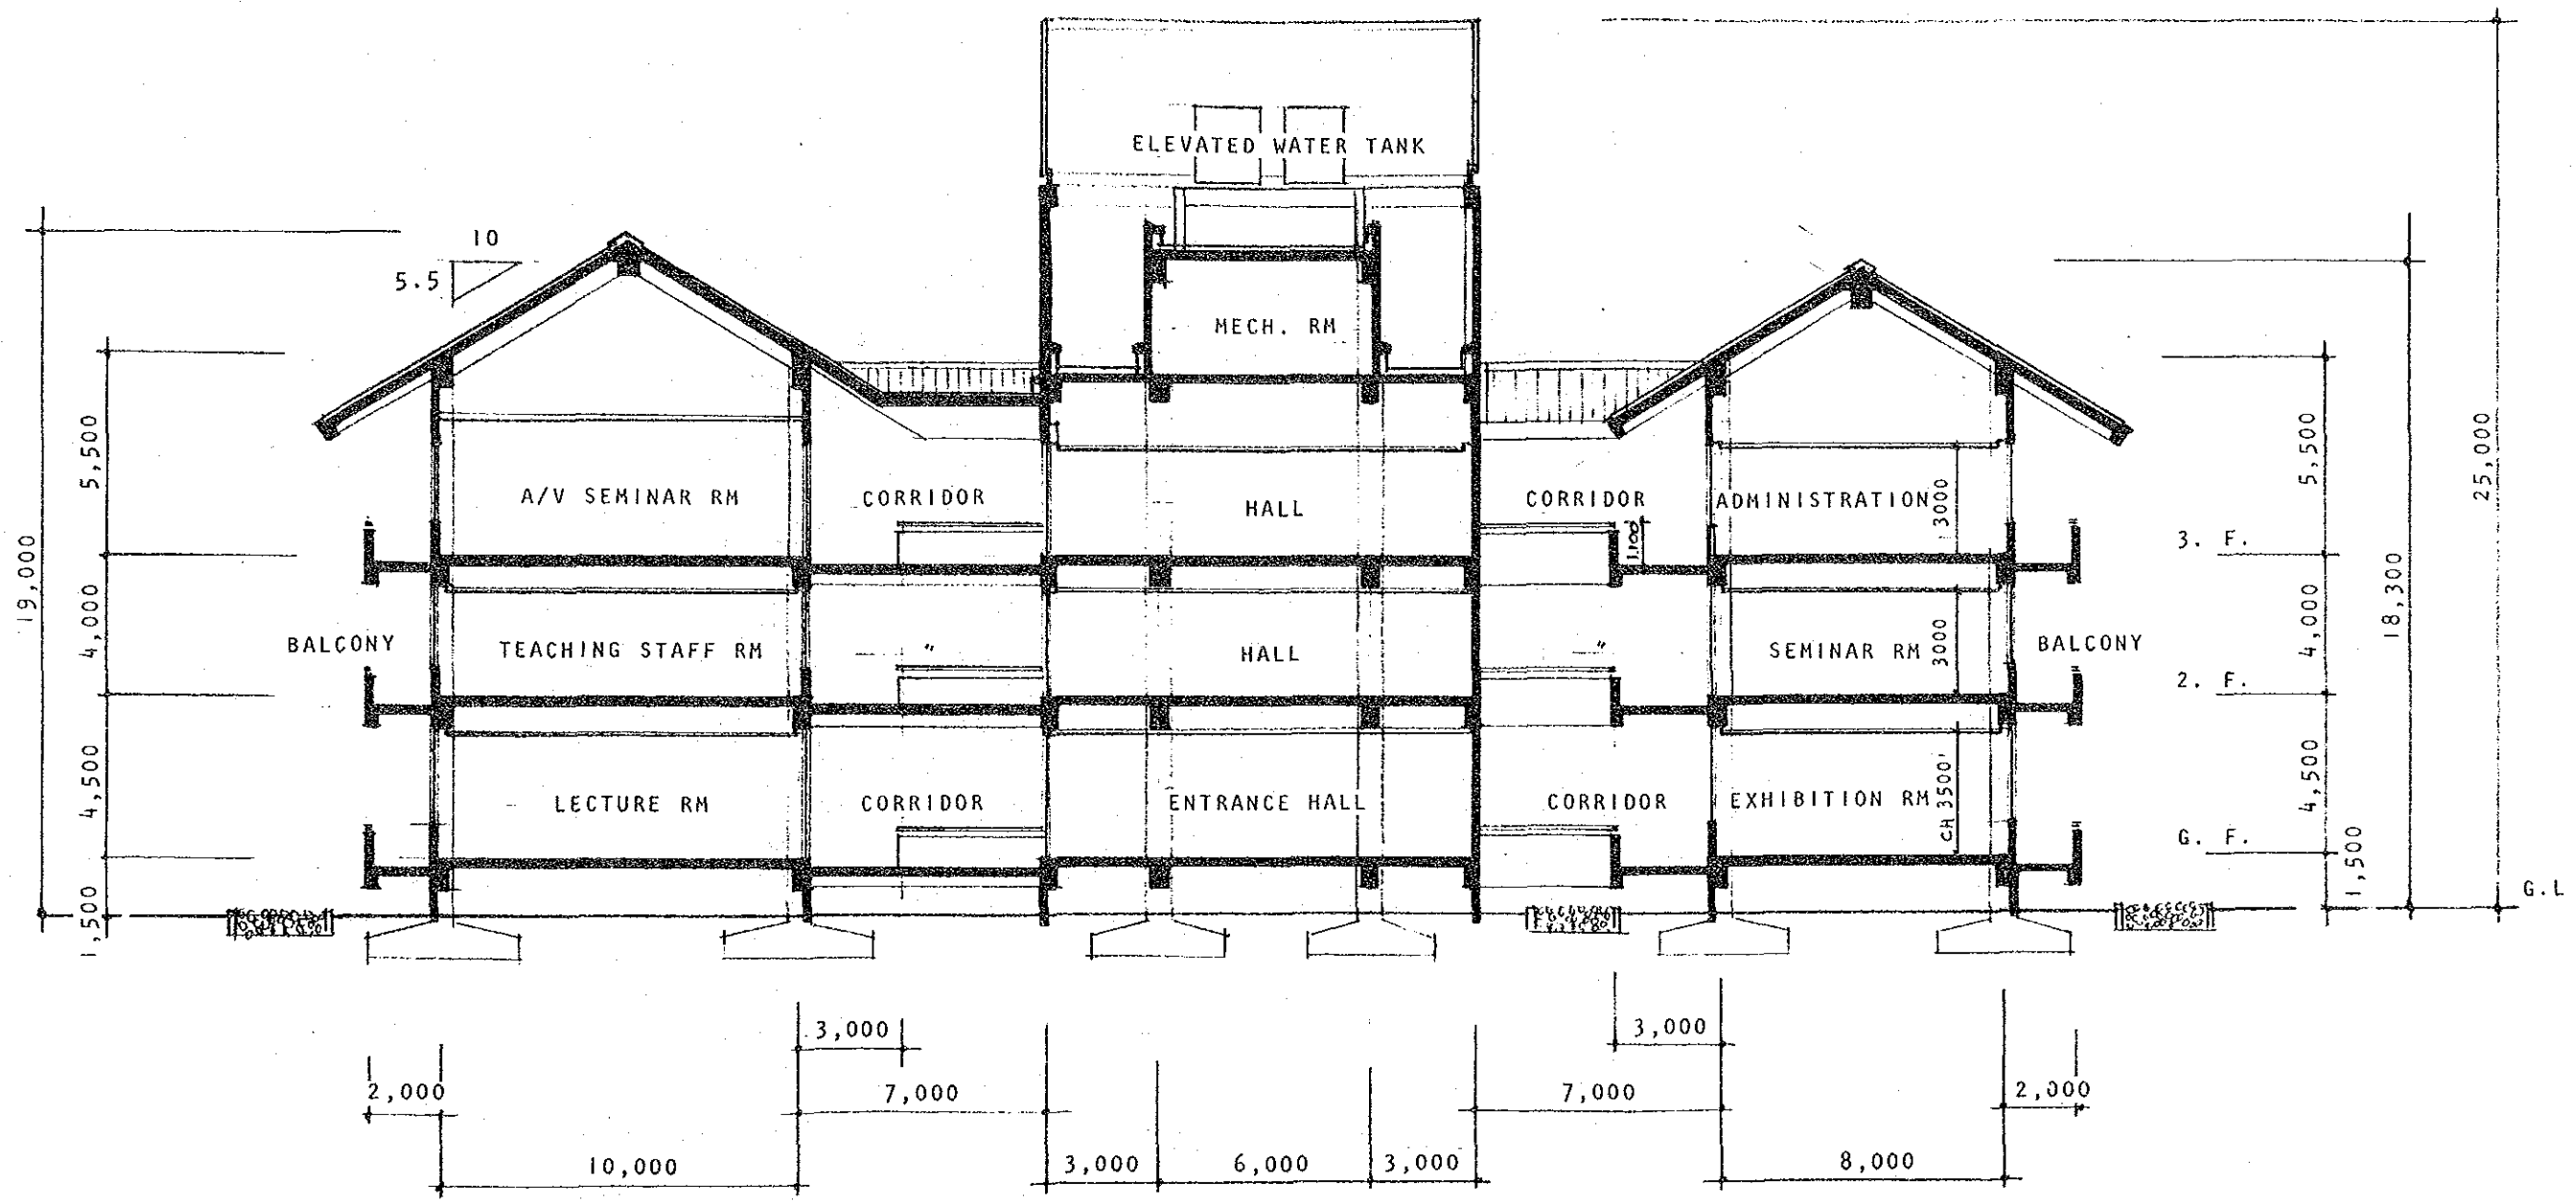 ELEVATED WATER TANK
10
5.5
MECH. RM
19,000
5,500
4,000
4,500
1,500
A/V SEMINAR RM
CORRIDOR
HALL
CORRIDOR
ADMINISTRATION
3000
1,100
BALCONY
TEACHING STAFF RM
"
HALL
"
SEMINAR RM
3000
BALCONY
LECTURE RM
CORRIDOR
ENTRANCE HALL
CORRIDOR
EXHIBITION RM
CH 3500
3. F.
2. F.
G. F.
5,500
4,000
4,500
1,500
18,300
25,000
G.L
3,000
3,000
2,000
7,000
7,000
2,000
10,000
3,000
6,000
3,000
8,000